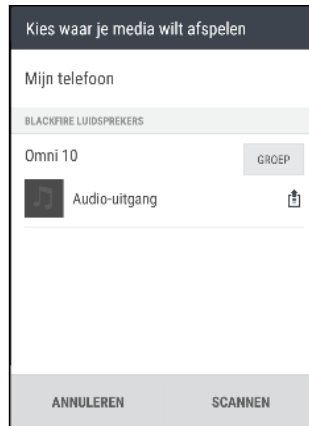 Kies waar je media wilt afspelen
Mijn telefoon
BLACKFIRE LUIDSPREKERS
Omni 10
GROEP
Audio-uitgang
ANNULEREN
SCANNEN